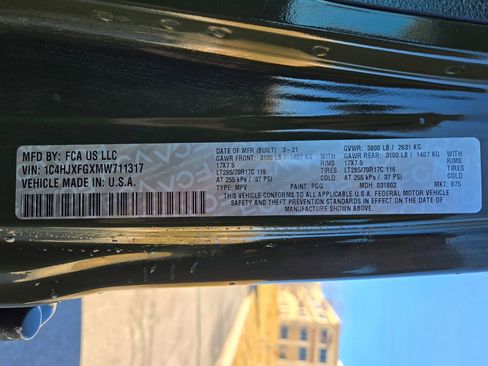 MFD BY: FCA US LLC
VIN: 1C4HJXFGXMW711317
VEHICLE MADE IN U.S.A.
DATE OF MFR (BUILT) 3-21 GVWR: 5800 LB / 2631 KG
GAWR FRONT: 3100 LB / 1407 KG WITH GAWR REAR: 3100 LB / 1407 KG WITH
17X7.5 RIMS 17X7.5 RIMS
LT285/70R17C 116 TIRES LT285/70R17C 116 TIRES
AT 255 kPa / 37 PSI COLD AT 255 kPa / 37 PSI COLD
TYPE: MPV PAINT: PGG MDH: 031802 MKT: 875
THIS VEHICLE CONFORMS TO ALL APPLICABLE U.S.A. FEDERAL MOTOR VEHICLE
SAFETY AND THEFT PREVENTION STANDARDS IN EFFECT ON THE DATE OF
MANUFACTURE SHOWN ABOVE.